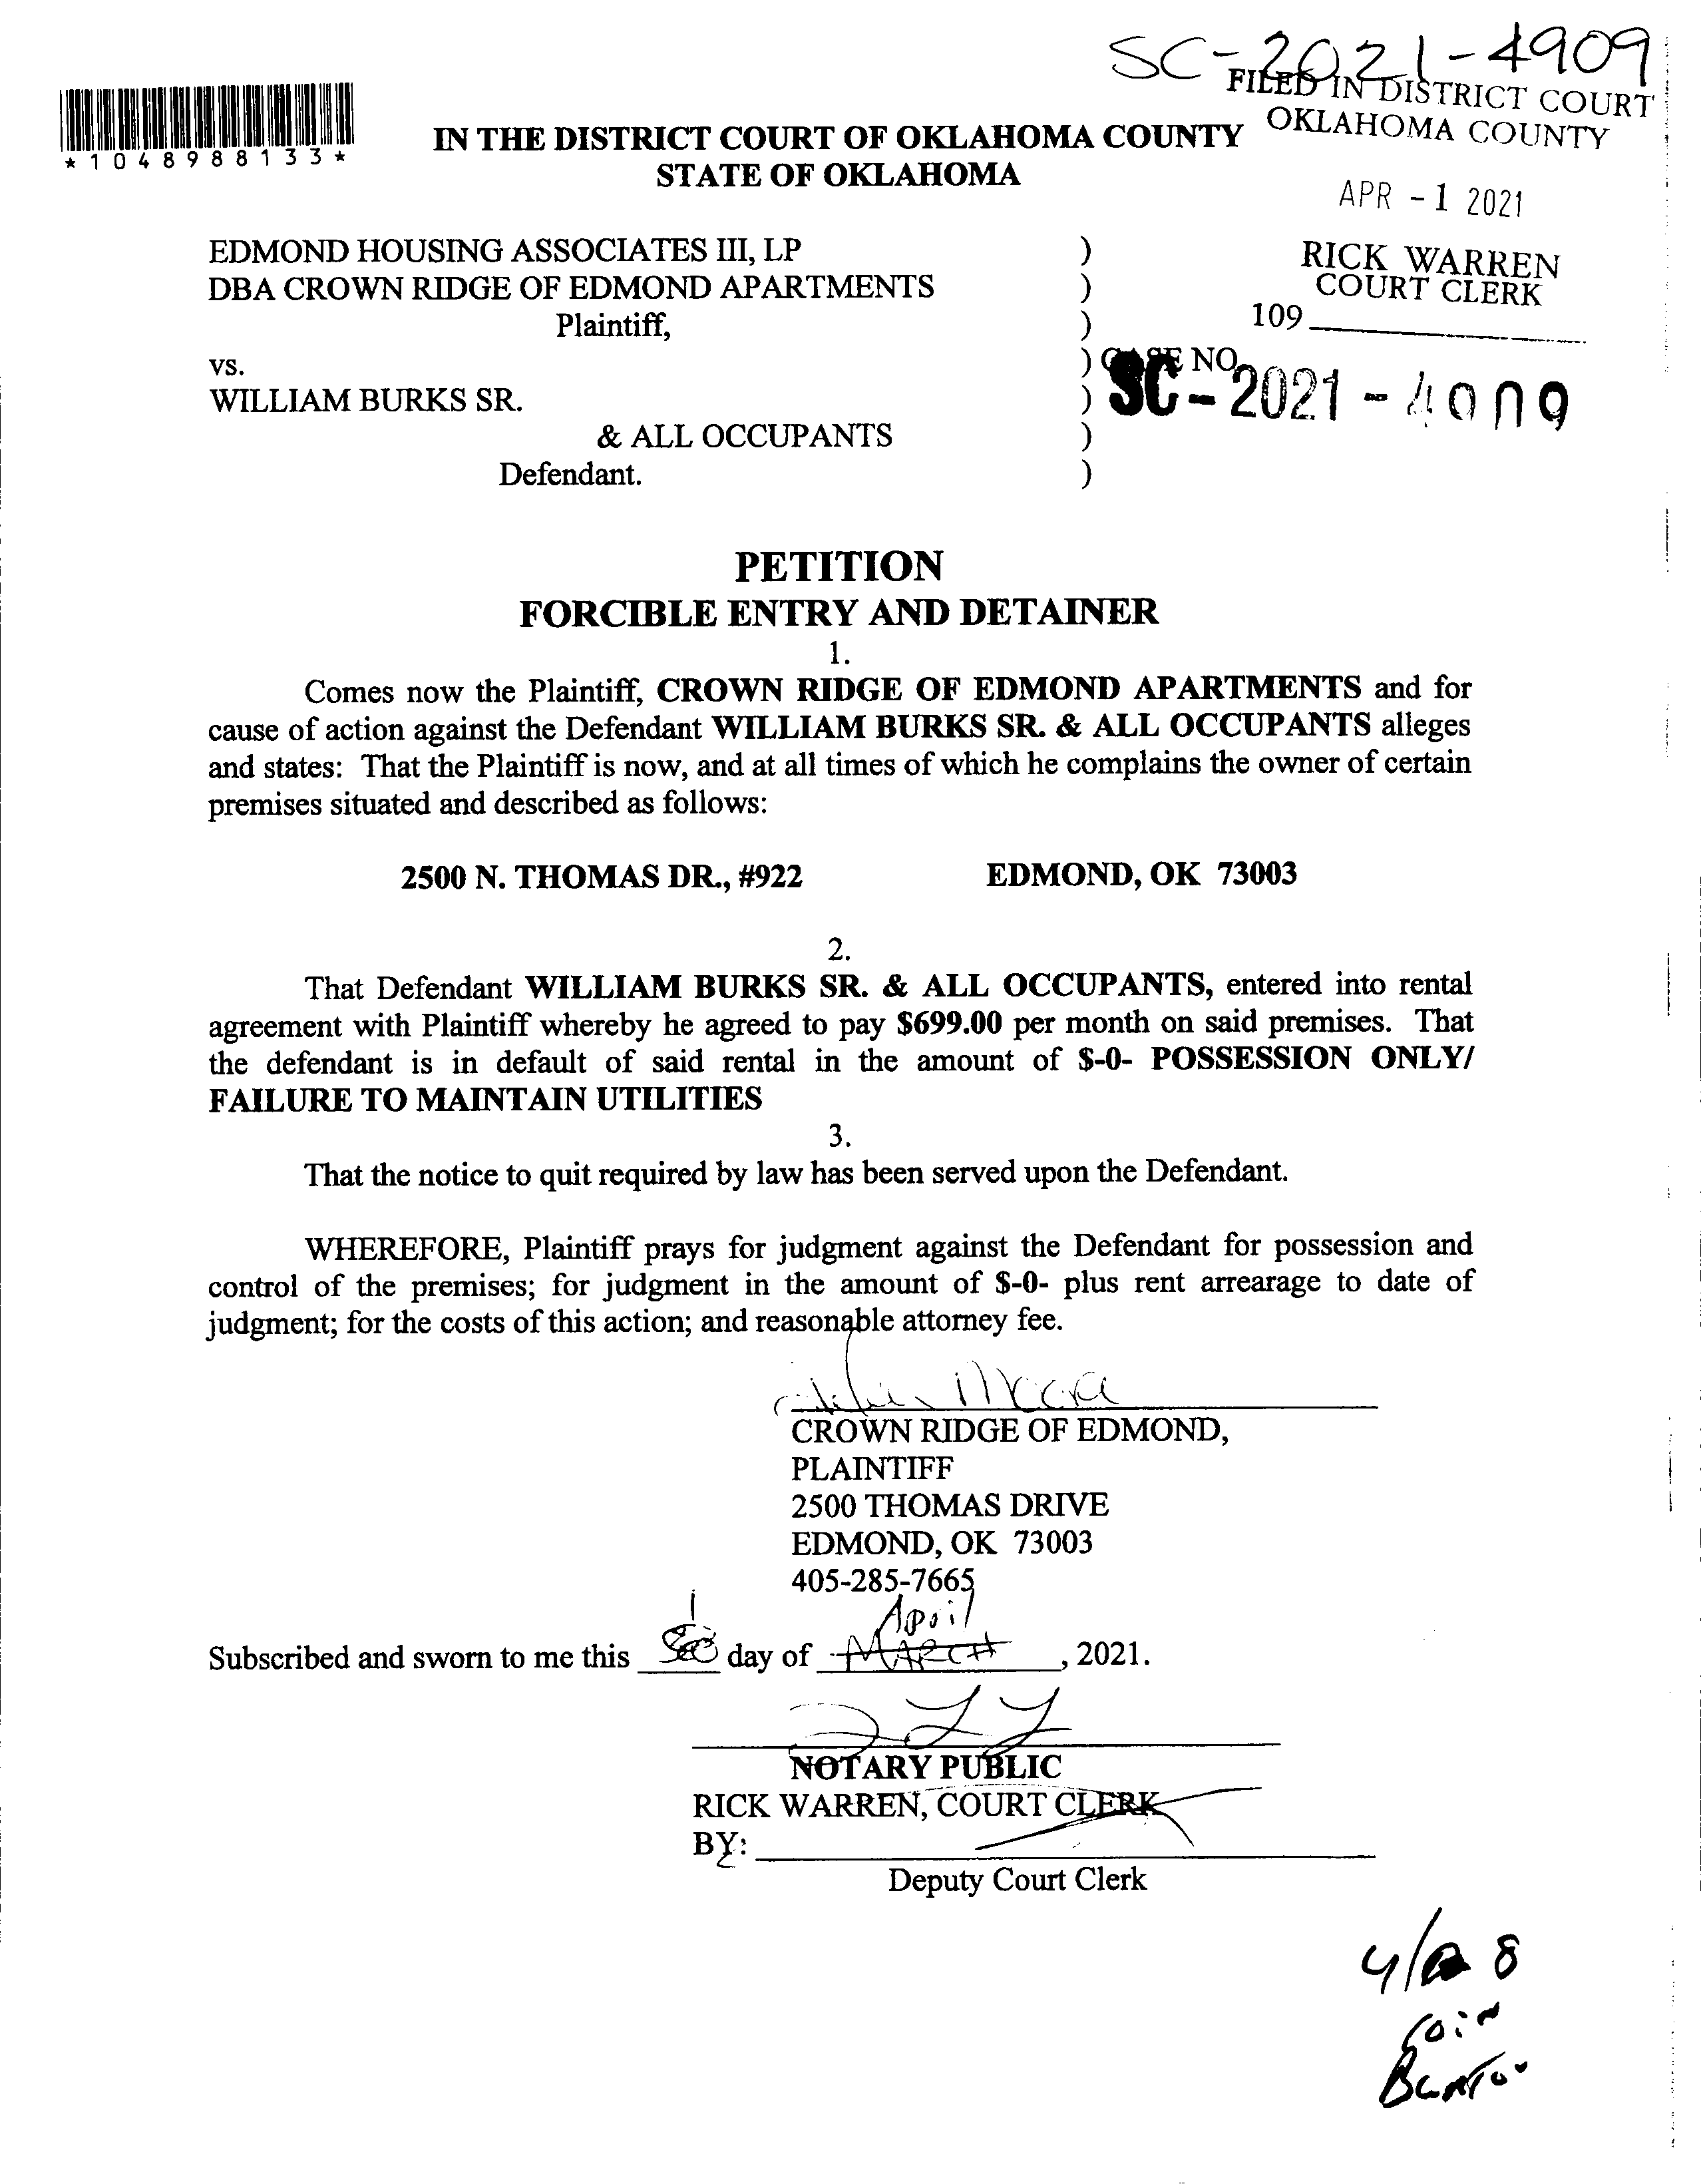 SC-2021-4909
FILED IN DISTRICT COURT
OKLAHOMA COUNTY
*1048988133*
IN THE DISTRICT COURT OF OKLAHOMA COUNTY
STATE OF OKLAHOMA
APR -1 2021
RICK WARREN
COURT CLERK
109
EDMOND HOUSING ASSOCIATES III, LP )
DBA CROWN RIDGE OF EDMOND APARTMENTS )
Plaintiff, )
vs. ) CASE NO.
SC-2021-
WILLIAM BURKS SR. )
& ALL OCCUPANTS )
Defendant. )
PETITION
FORCIBLE ENTRY AND DETAINER
1.
Comes now the Plaintiff, CROWN RIDGE OF EDMOND APARTMENTS and for
cause of action against the Defendant WILLIAM BURKS SR. & ALL OCCUPANTS alleges
and states: That the Plaintiff is now, and at all times of which he complains the owner of certain
premises situated and described as follows:
2500 N. THOMAS DR., #922 EDMOND, OK 73003
2.
That Defendant WILLIAM BURKS SR. & ALL OCCUPANTS, entered into rental
agreement with Plaintiff whereby he agreed to pay $699.00 per month on said premises. That
the defendant is in default of said rental in the amount of $-0- POSSESSION ONLY/
FAILURE TO MAINTAIN UTILITIES
3.
That the notice to quit required by law has been served upon the Defendant.
WHEREFORE, Plaintiff prays for judgment against the Defendant for possession and
control of the premises; for judgment in the amount of $-0- plus rent arrearage to date of
judgment; for the costs of this action; and reasonable attorney fee.
CROWN RIDGE OF EDMOND,
PLAINTIFF
2500 THOMAS DRIVE
EDMOND, OK 73003
405-285-7665
1 April
Subscribed and sworn to me this day of MARCH, 2021.
NOTARY PUBLIC
RICK WARREN, COURT CLERK
BY:
Deputy Court Clerk